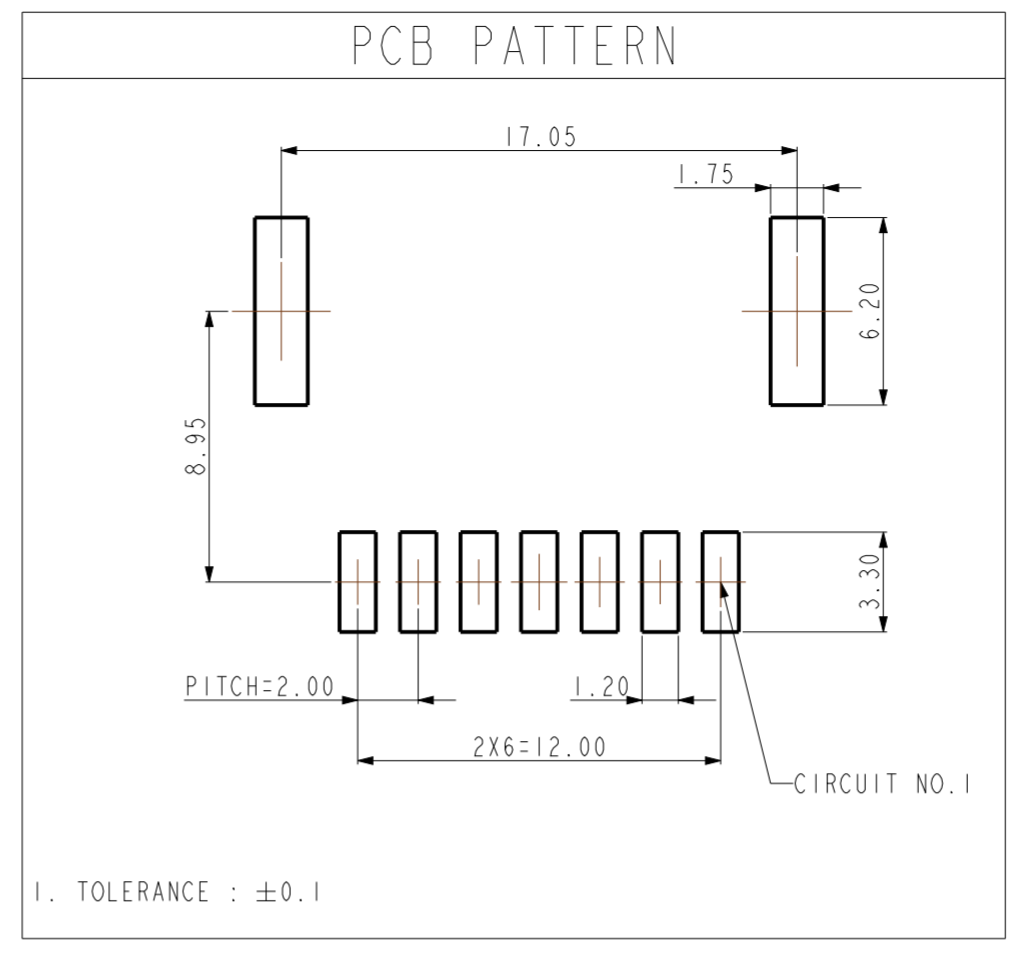 PCB PATTERN
17.05
1.75
6.20
8.95
3.30
PITCH=2.00
1.20
2X6=12.00
CIRCUIT NO.1
1. TOLERANCE : ±0.1